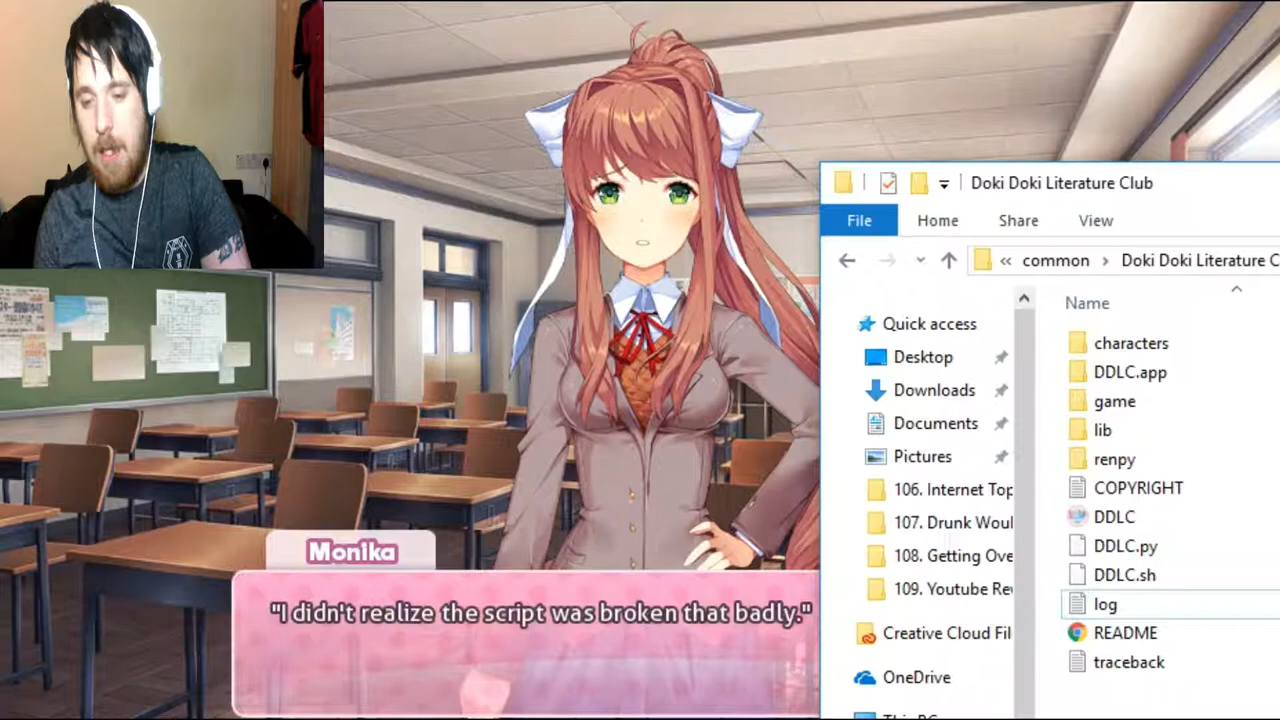 Doki Doki Literature Club
File Home Share View
« common > Doki Doki Literature C
Name
Quick access
Desktop
Downloads
Documents
Pictures
106. Internet Top
107. Drunk Woul
108. Getting Ove
109. Youtube Re
Creative Cloud Fil
OneDrive
characters
DDLC.app
game
lib
renpy
COPYRIGHT
DDLC
DDLC.py
DDLC.sh
log
README
traceback
Monika
"I didn't realize the script was broken that badly."